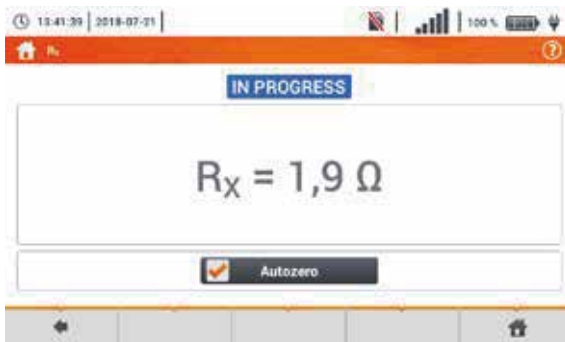 13:41:39 2018-07-21 100 %
Rx
IN PROGRESS
Rx = 1,9 Ω
Autozero